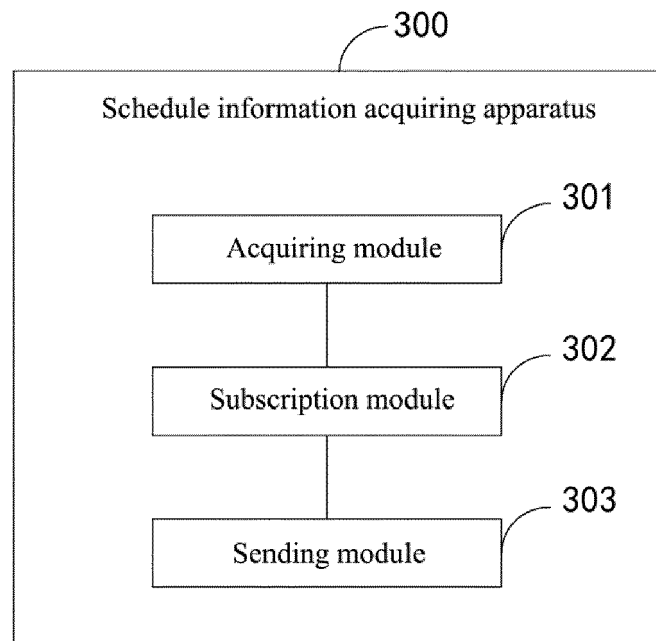 300
Schedule information acquiring apparatus
301
Acquiring module
302
Subscription module
303
Sending module